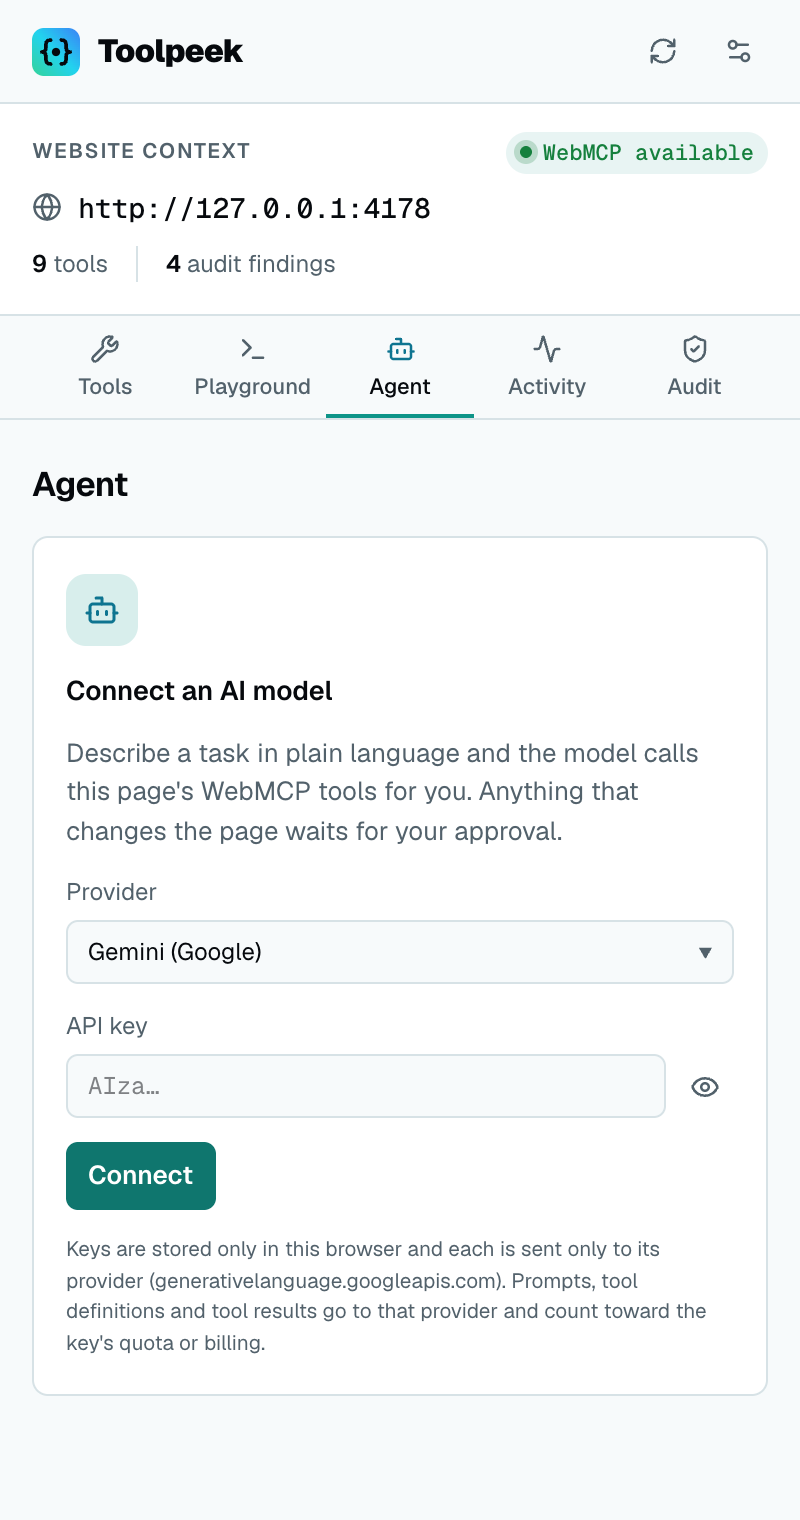 Toolpeek
WEBSITE CONTEXT
WebMCP available
http://127.0.0.1:4178
9 tools
4 audit findings
Tools
Playground
Agent
Activity
Audit
Agent
Connect an AI model
Describe a task in plain language and the model calls
this page's WebMCP tools for you. Anything that
changes the page waits for your approval.
Provider
Gemini (Google)
API key
AIza…
Connect
Keys are stored only in this browser and each is sent only to its
provider (generativelanguage.googleapis.com). Prompts, tool
definitions and tool results go to that provider and count toward the
key's quota or billing.